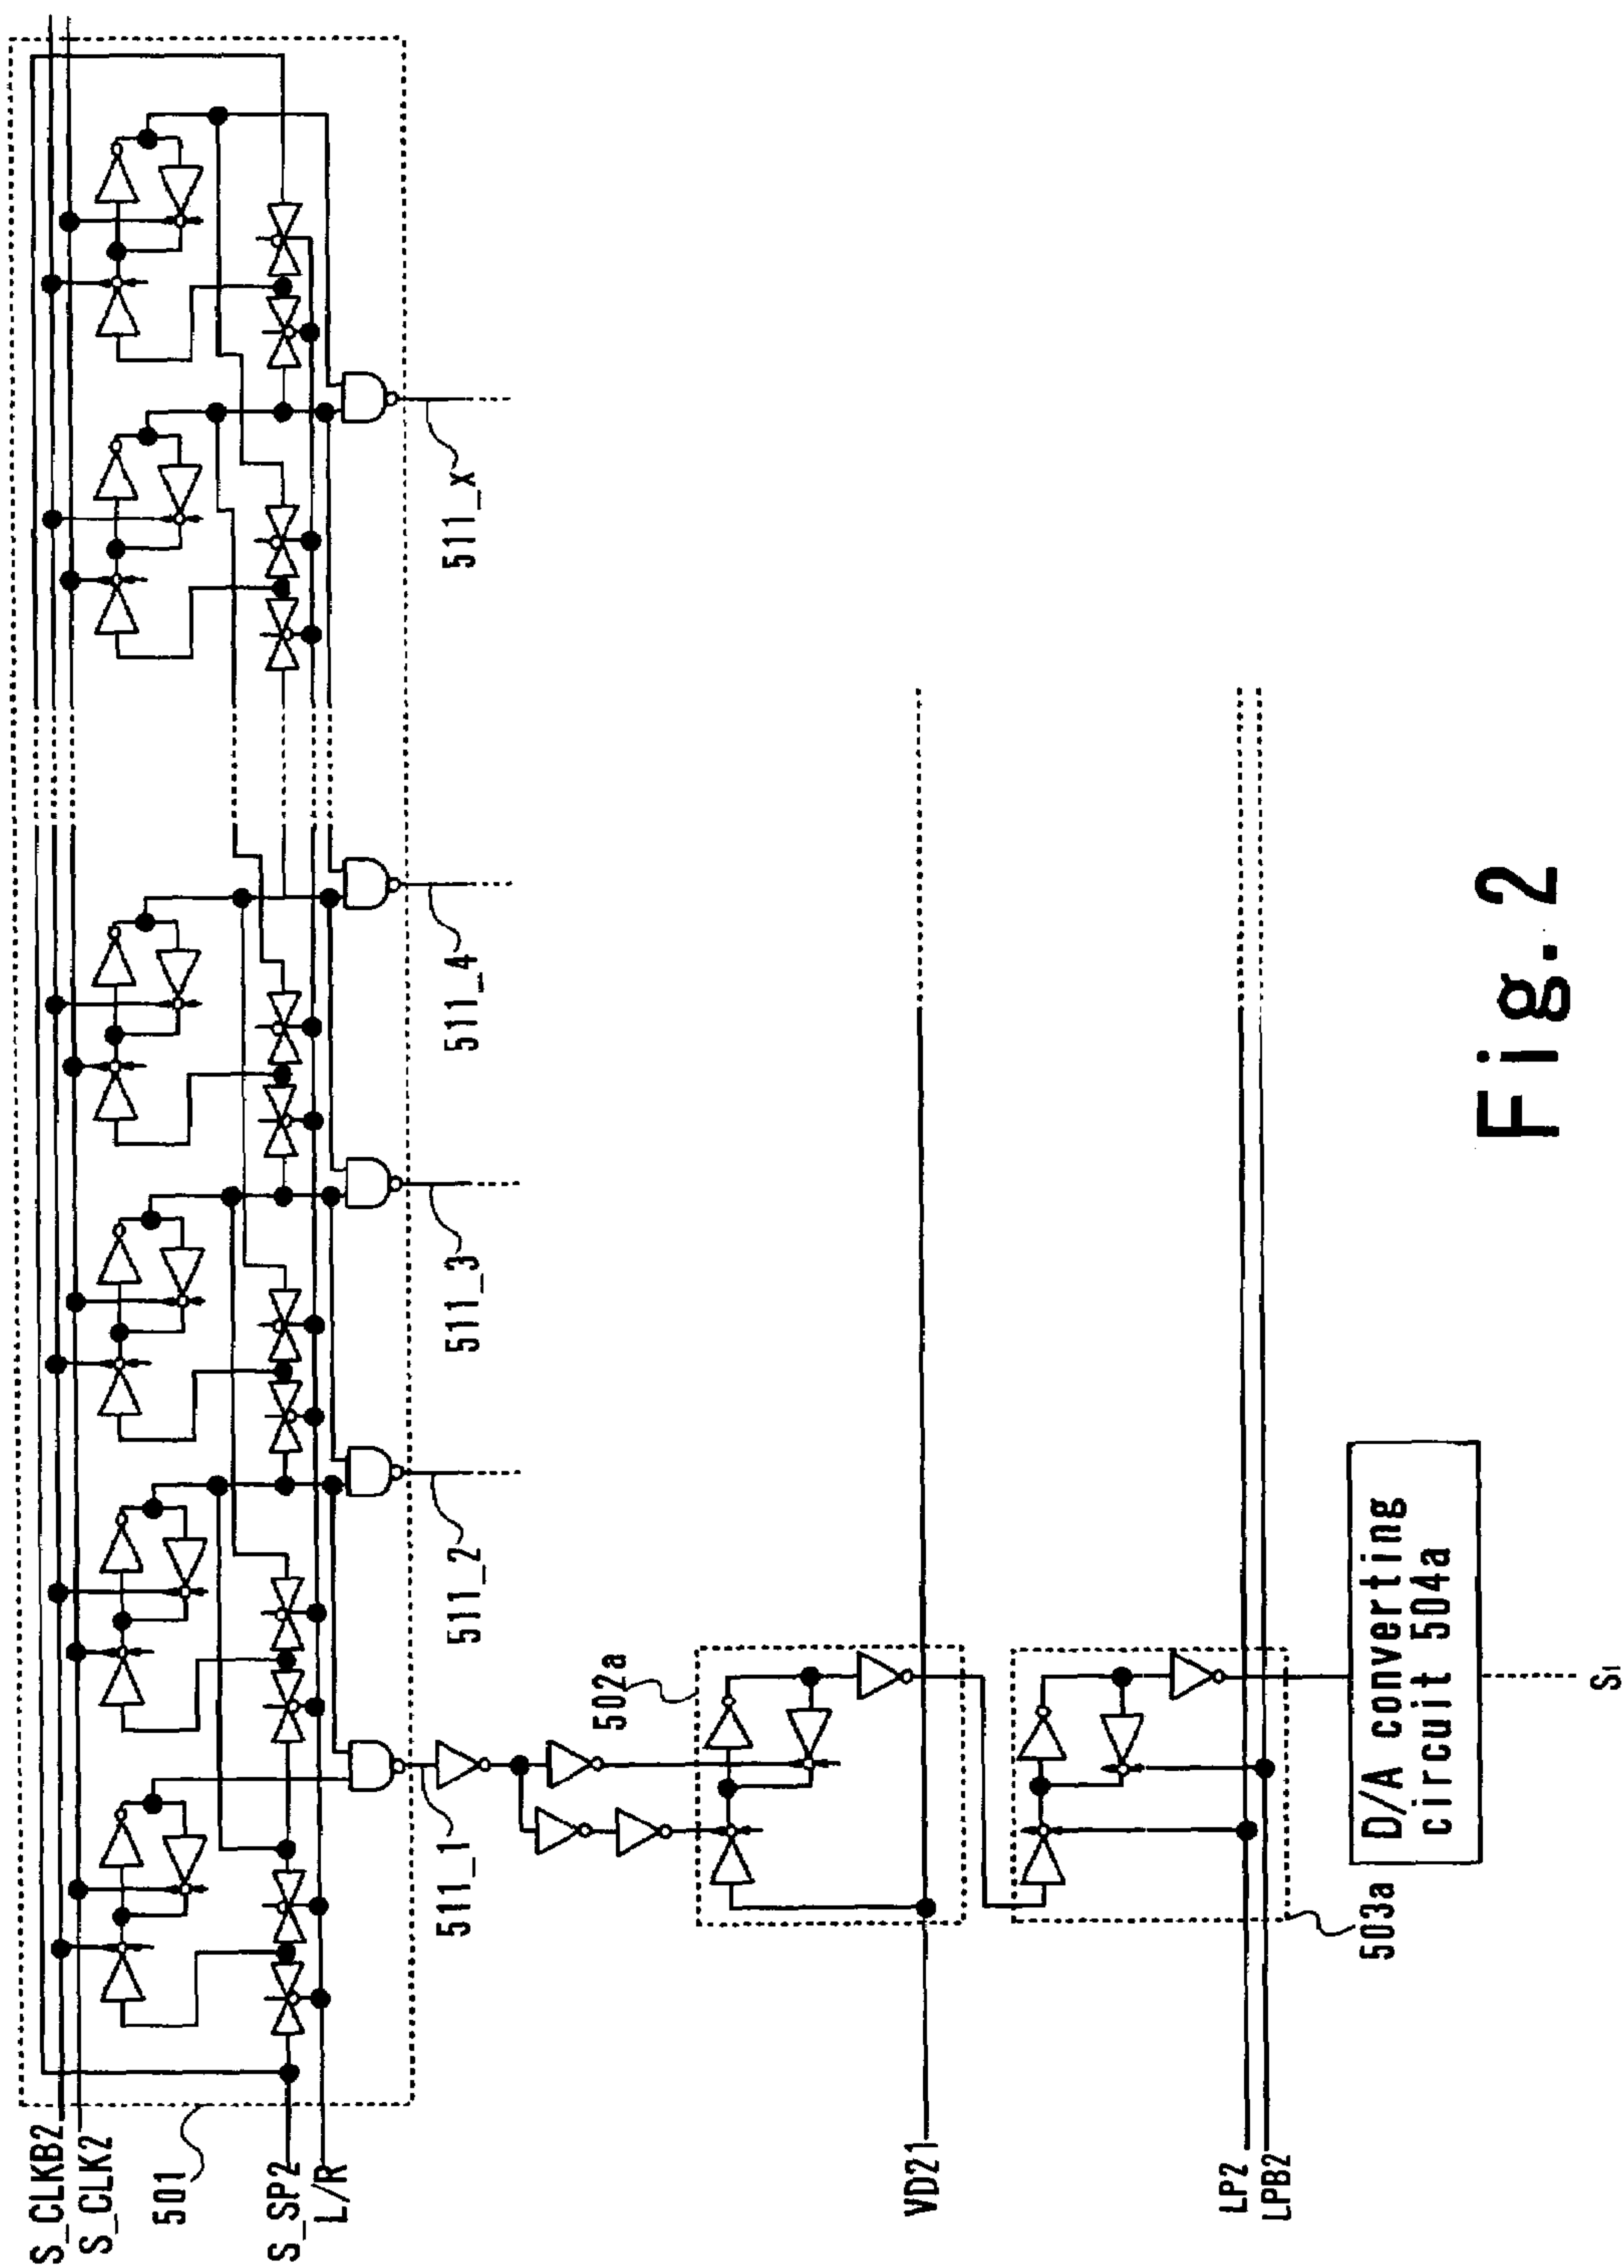 S_CLKB2
S_CLK2
501
S_SP2
L/R
511_1
511_2
511_3
511_4
511_x
502a
VD21
503a
LP2
LPB2
D/A converting
circuit 504a
S1
Fig. 2